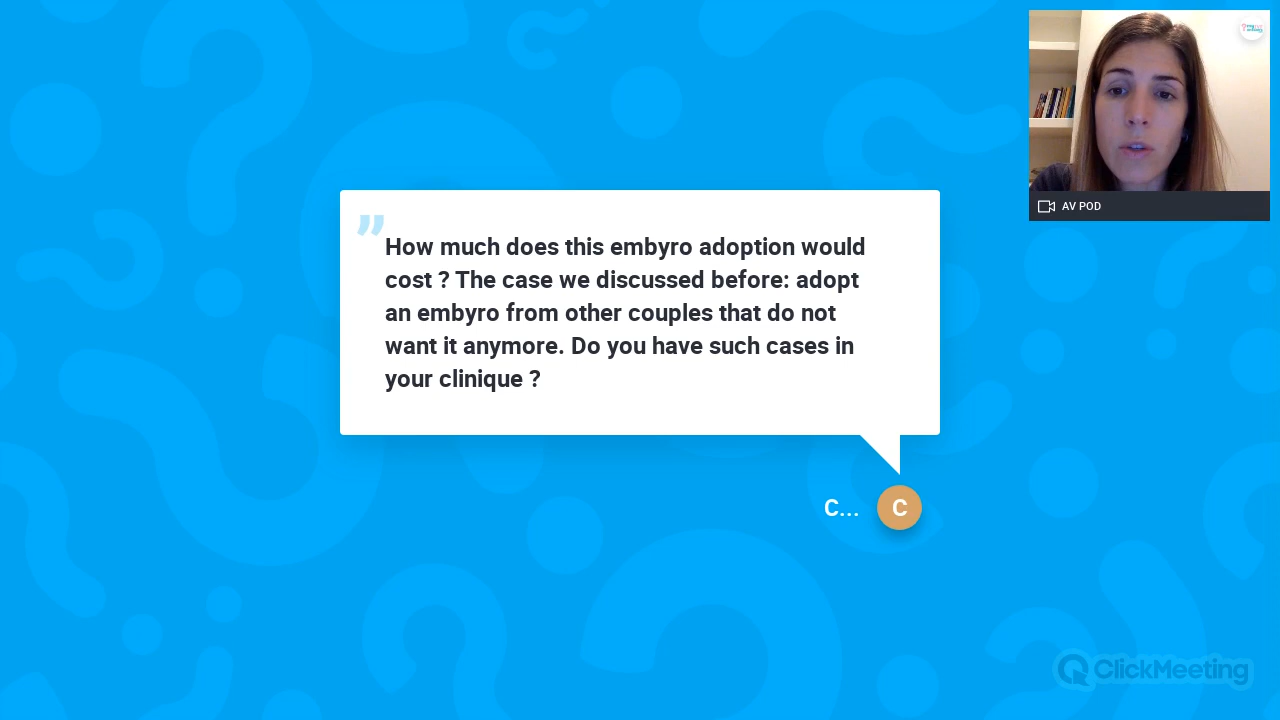 AV POD
How much does this embyro adoption would
cost ? The case we discussed before: adopt
an embyro from other couples that do not
want it anymore. Do you have such cases in
your clinique ?
C... C
ClickMeeting